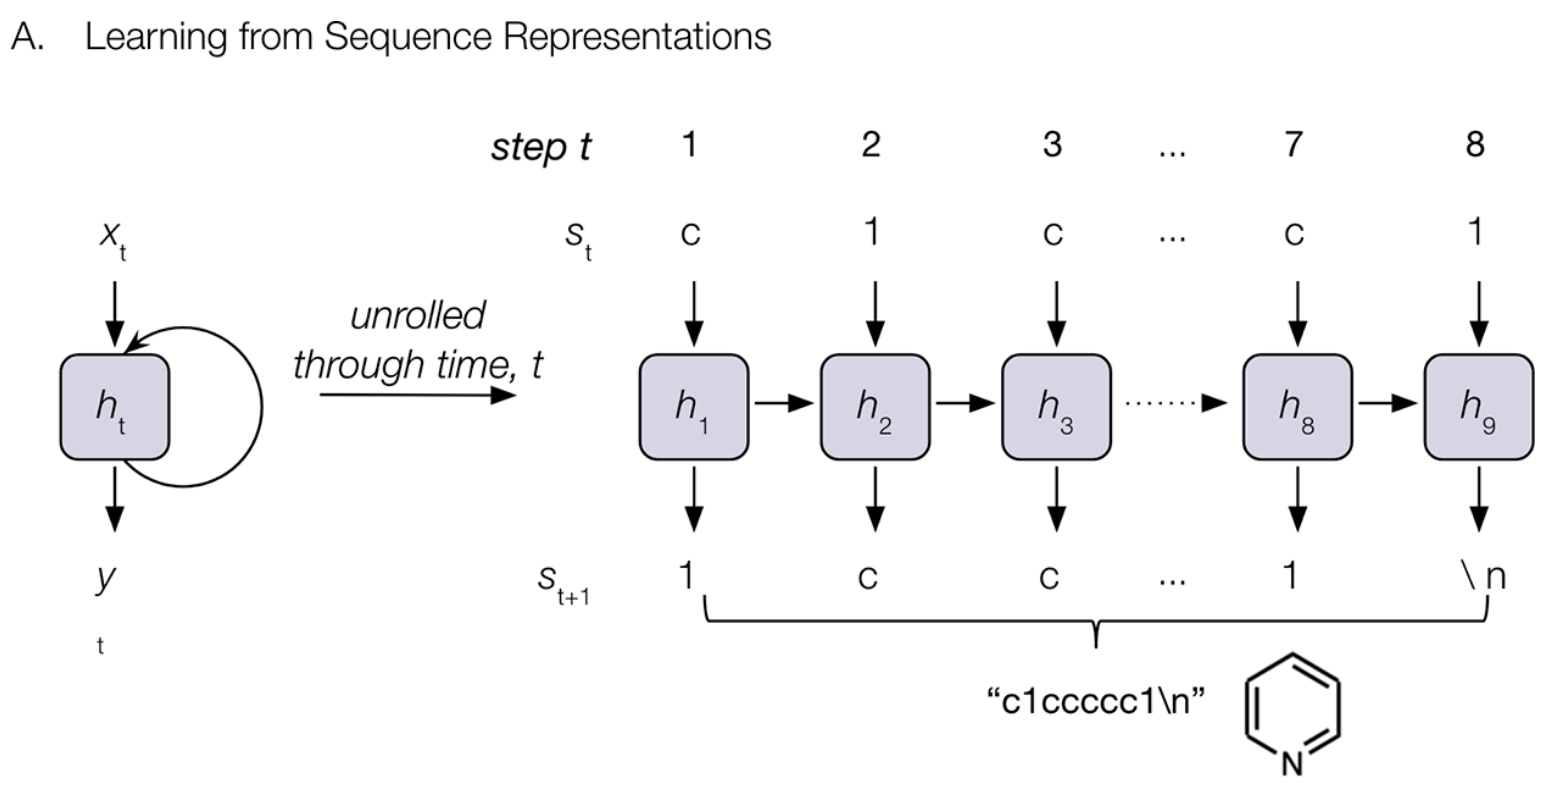 A. Learning from Sequence Representations
step t 1 2 3 ... 7 8
x_t s_t c 1 c ... c 1
unrolled
through time, t
h_t h_1 h_2 h_3 h_8 h_9
y s_t+1 1 c c ... 1 \n
t
“c1ccccc1\n”
N